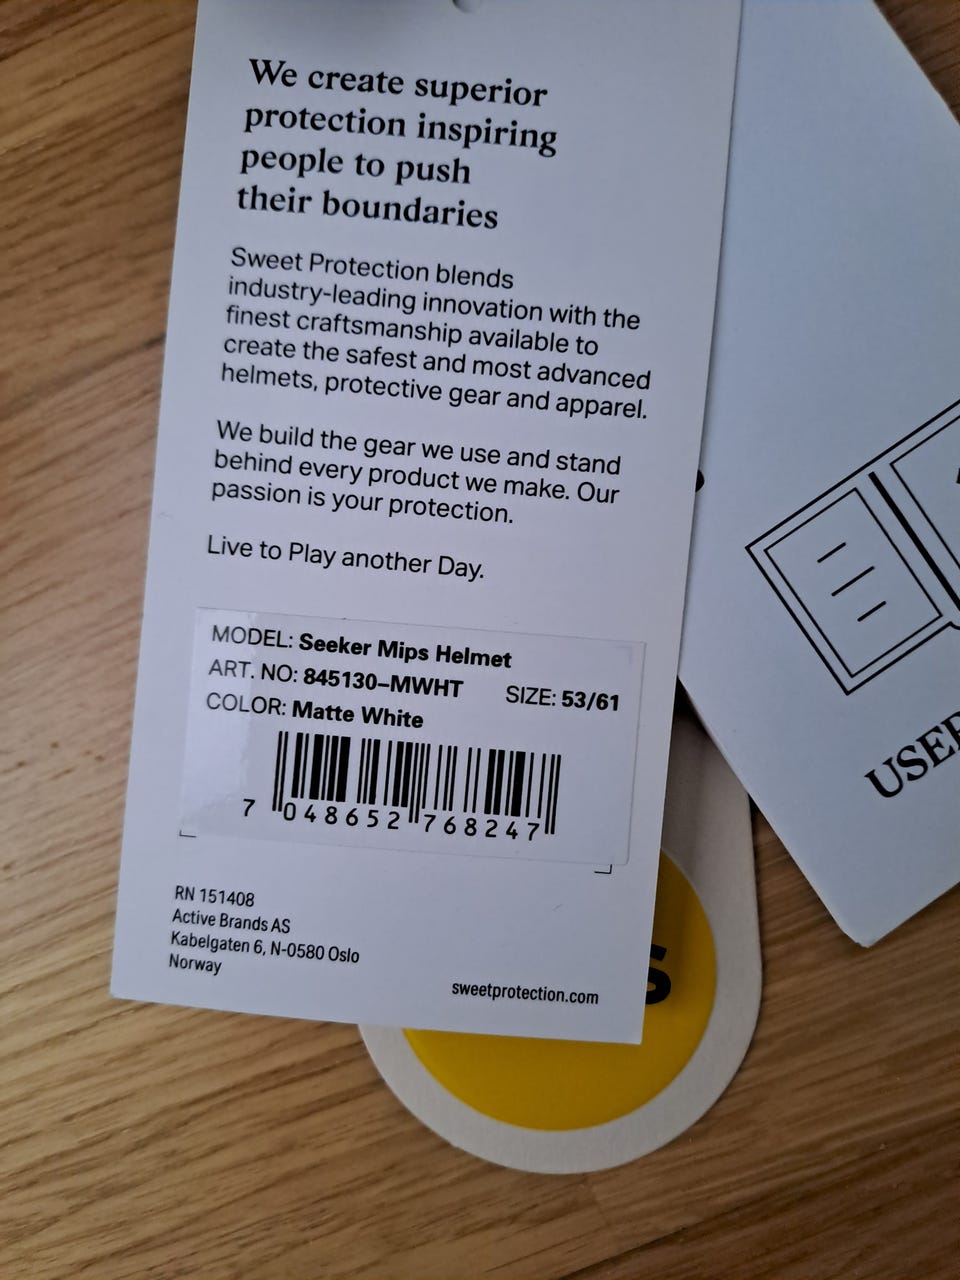 We create superior
protection inspiring
people to push
their boundaries
Sweet Protection blends
industry-leading innovation with the
finest craftsmanship available to
create the safest and most advanced
helmets, protective gear and apparel.
We build the gear we use and stand
behind every product we make. Our
passion is your protection.
Live to Play another Day.
MODEL: Seeker Mips Helmet
ART. NO: 845130–MWHT SIZE: 53/61
COLOR: Matte White
7 048652 768247
RN 151408
Active Brands AS
Kabelgaten 6, N-0580 Oslo
Norway
sweetprotection.com